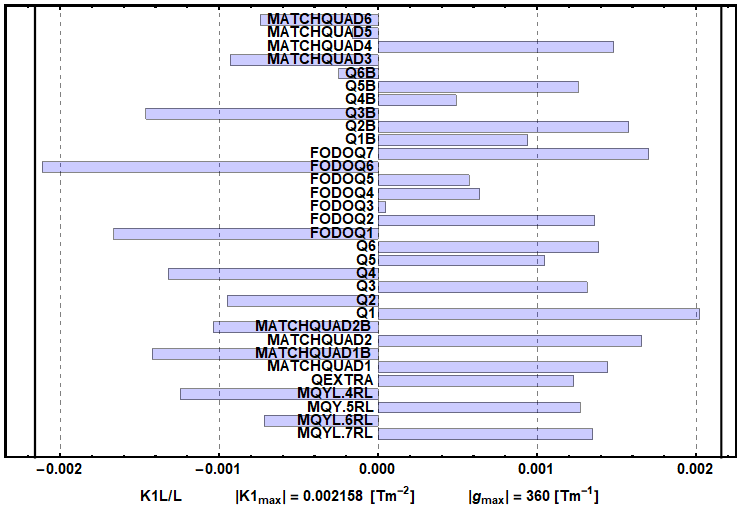 MATCHQUAD6
MATCHQUAD5
MATCHQUAD4
MATCHQUAD3
Q6B
Q5B
Q4B
Q3B
Q2B
Q1B
FODOQ7
FODOQ6
FODOQ5
FODOQ4
FODOQ3
FODOQ2
FODOQ1
Q6
Q5
Q4
Q3
Q2
Q1
MATCHQUAD2B
MATCHQUAD2
MATCHQUAD1B
MATCHQUAD1
QEXTRA
MQYL.4RL
MQY.5RL
MQYL.6RL
MQYL.7RL
−0.002 −0.001 0.000 0.001 0.002
K1L/L |K1max| = 0.002158 [Tm−2] |gmax| = 360 [Tm−1]